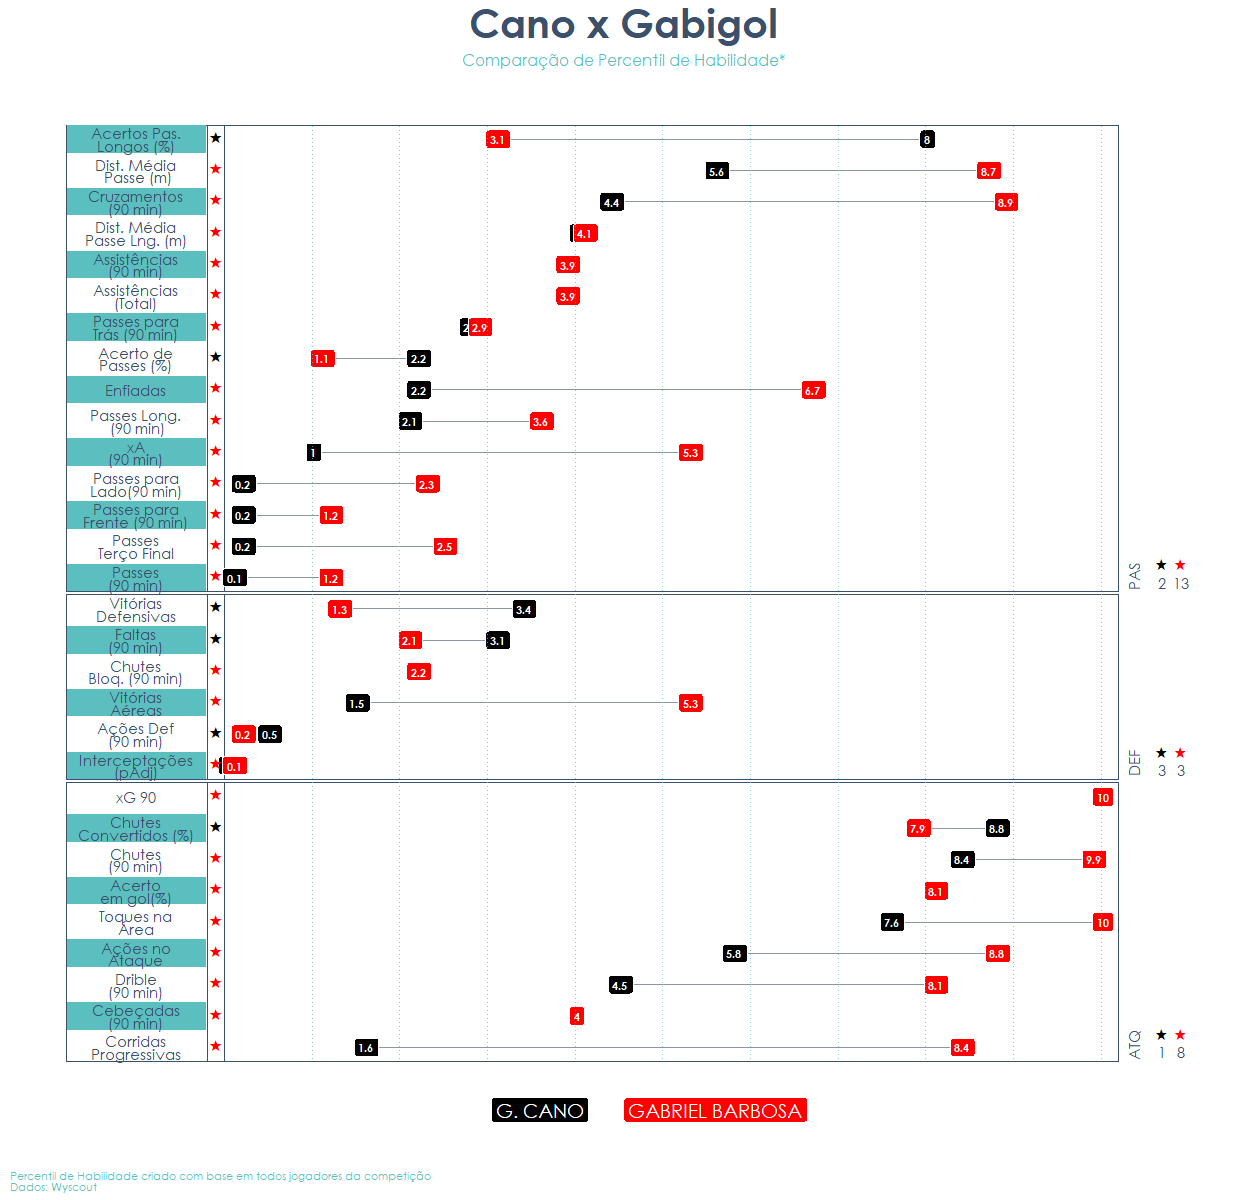 Cano x Gabigol
Comparação de Percentil de Habilidade*
Acertos Pas.
Longos (%)
★
3.1
8
Dist. Média
Passe (m)
★
5.6
8.7
Cruzamentos
(90 min)
★
4.4
8.9
Dist. Média
Passe Lng. (m)
★
4.1
Assistências
(90 min)
★
3.9
Assistências
(Total)
★
3.9
Passes para
Trás (90 min)
★
2
2.9
Acerto de
Passes (%)
★
1.1
2.2
Enfiadas
★
2.2
6.7
Passes Long.
(90 min)
★
2.1
3.6
xA
(90 min)
★
1
5.3
Passes para
Lado(90 min)
★
0.2
2.3
Passes para
Frente (90 min)
★
0.2
1.2
Passes
Terço Final
★
0.2
2.5
Passes
(90 min)
★
0.1
1.2
PAS
★ ★
2 13
Vitórias
Defensivas
★
1.3
3.4
Faltas
(90 min)
★
2.1
3.1
Chutes
Bloq. (90 min)
★
2.2
Vitórias
Aéreas
★
1.5
5.3
Ações Def
(90 min)
★
0.2
0.5
Interceptações
(pAdj)
★
0.1
DEF
★ ★
3 3
xG 90
★
10
Chutes
Convertidos (%)
★
7.9
8.8
Chutes
(90 min)
★
8.4
9.9
Acerto
em gol(%)
★
8.1
Toques na
Área
★
7.6
10
Ações no
Ataque
★
5.8
8.8
Drible
(90 min)
★
4.5
8.1
Cebeçadas
(90 min)
★
4
Corridas
Progressivas
★
1.6
8.4
ATQ
★ ★
1 8
G. CANO
GABRIEL BARBOSA
Percentil de Habilidade criado com base em todos jogadores da competição
Dados: Wyscout